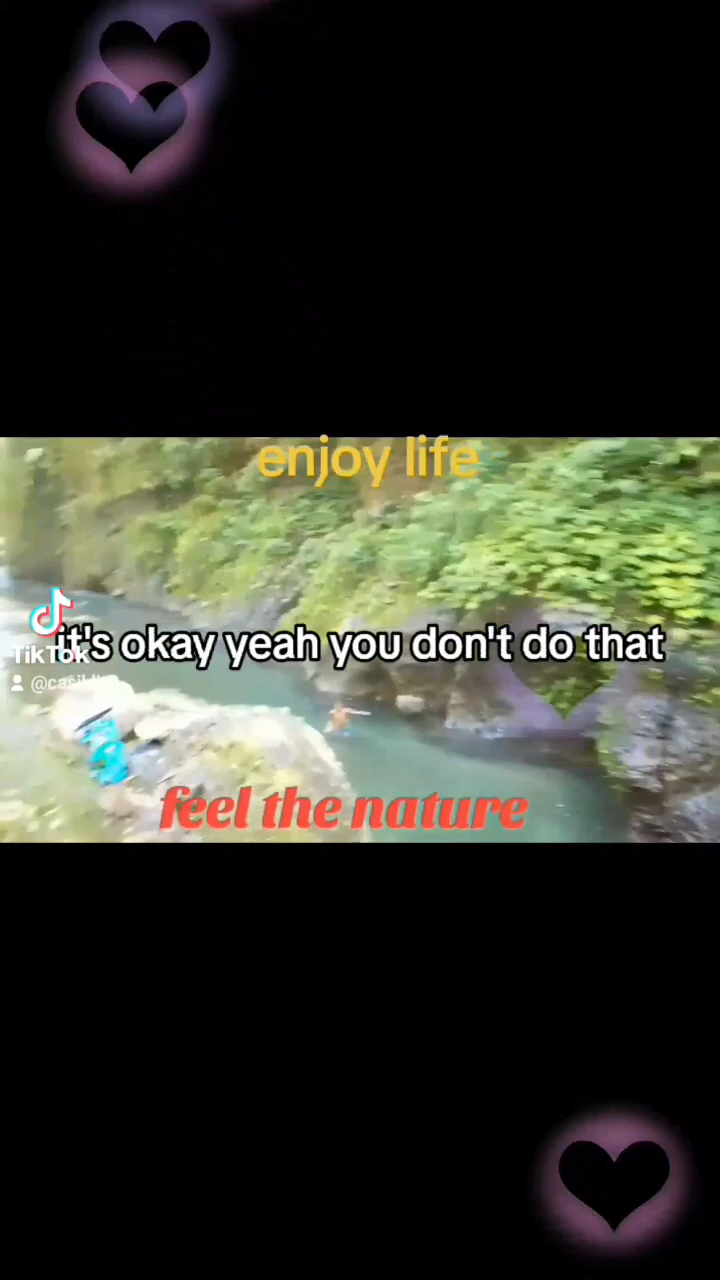 enjoy life
it's okay yeah you don't do that
TikTok
feel the nature